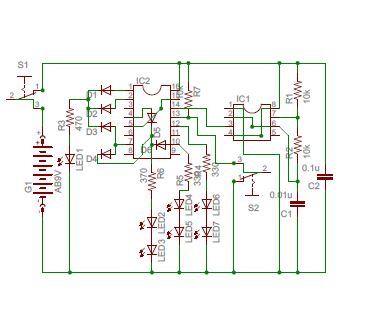 S1
1
2
3
D1
D2
D3
D4
R3
470
LED1
G1
AB9V
+
-
IC2
1
2
3
4
5
6
7
8
16
15
14
13
12
11
10
9
D5
D6
R7
R6
370
R5
R4
330
LED2
LED3
LED4
LED5
LED6
LED7
IC1
1
2
3
4
8
7
6
5
3
1
2
S2
R1
10k
R2
10k
0.1u
C2
0.01u
C1